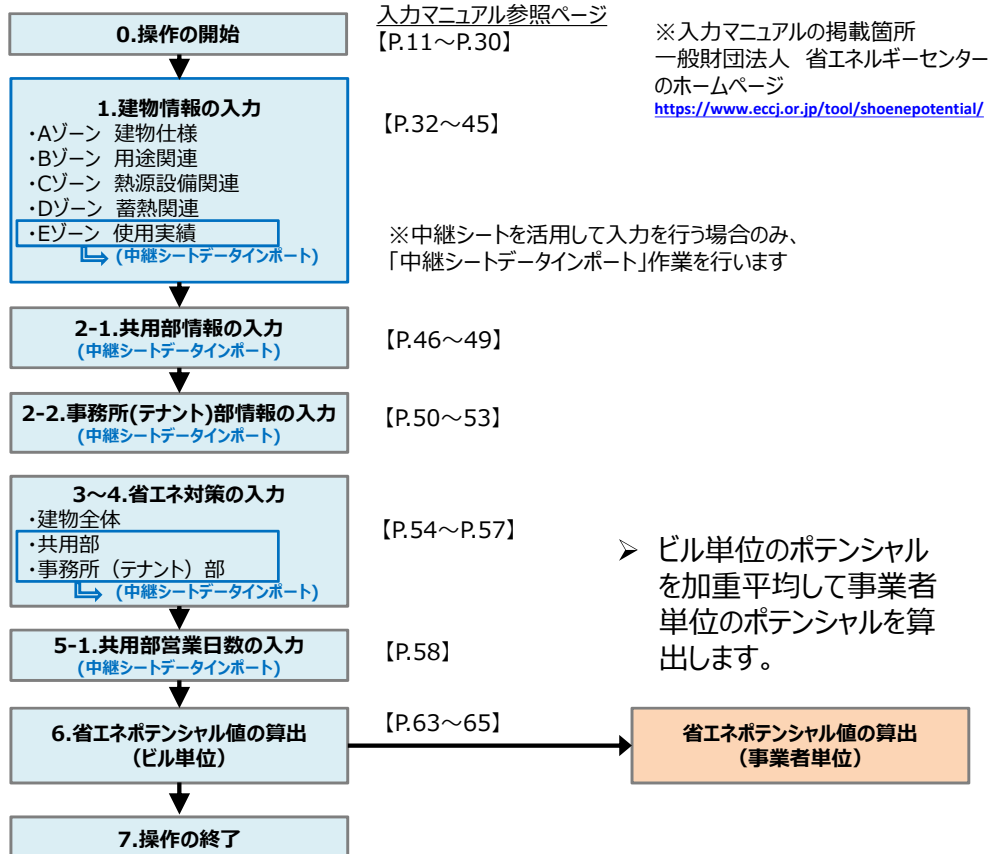 入力マニュアル参照ページ
0.操作の開始
【P.11～P.30】
※入力マニュアルの掲載箇所
一般財団法人　省エネルギーセンター
のホームページ
https://www.eccj.or.jp/tool/shoenepotential/
1.建物情報の入力
・Aゾーン 建物仕様
・Bゾーン 用途関連
・Cゾーン 熱源設備関連
・Dゾーン 蓄熱関連
・Eゾーン 使用実績
(中継シートデータインポート)
【P.32～45】
※中継シートを活用して入力を行う場合のみ、
「中継シートデータインポート」作業を行います
2-1.共用部情報の入力
(中継シートデータインポート)
【P.46～49】
2-2.事務所(テナント)部情報の入力
(中継シートデータインポート)
【P.50～53】
3～4.省エネ対策の入力
・建物全体
・共用部
・事務所（テナント）部
(中継シートデータインポート)
【P.54～P.57】
➢ ビル単位のポテンシャル
を加重平均して事業者
単位のポテンシャルを算
出します。
5-1.共用部営業日数の入力
(中継シートデータインポート)
【P.58】
6.省エネポテンシャル値の算出
（ビル単位）
【P.63～65】
省エネポテンシャル値の算出
（事業者単位）
7.操作の終了